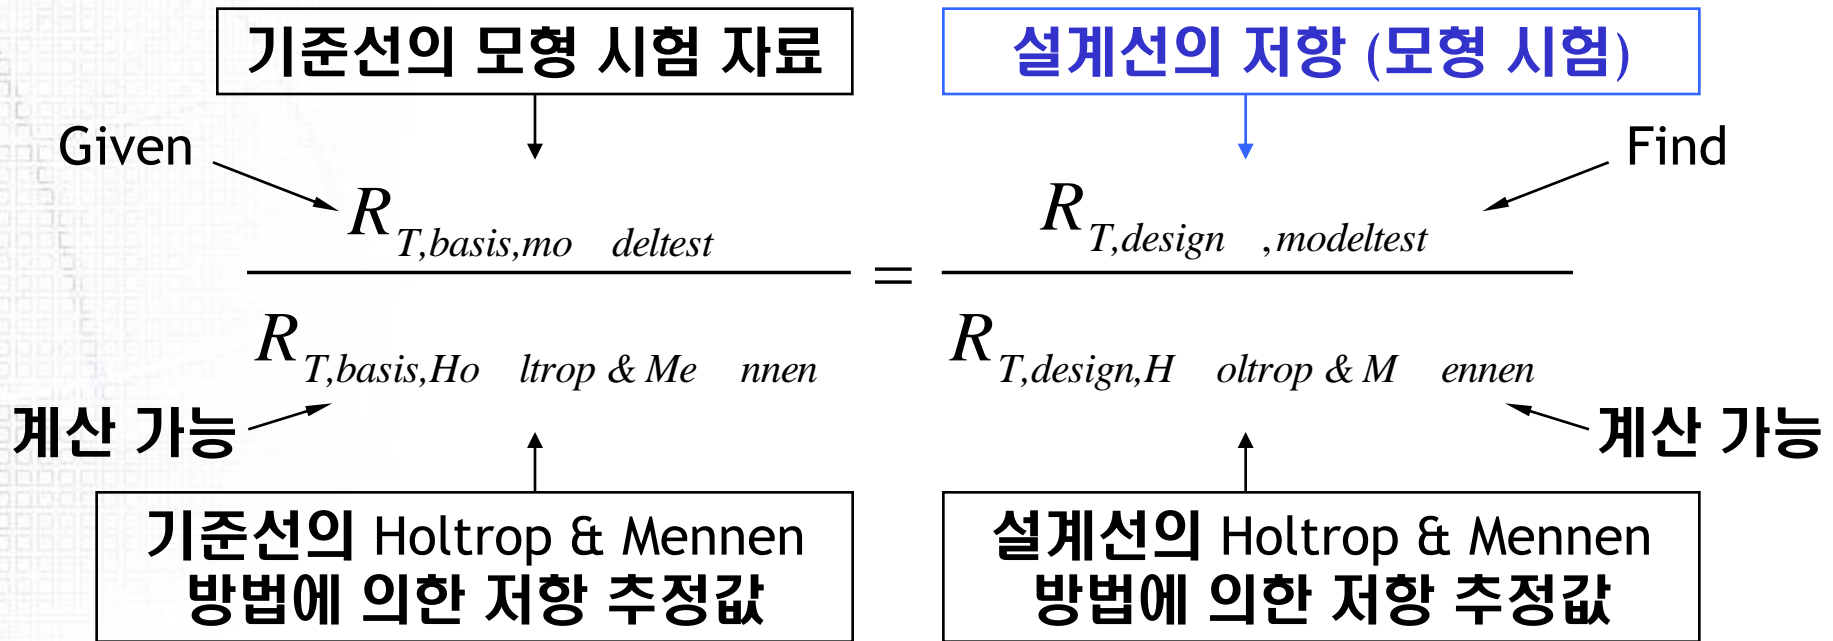 기준선의 모형 시험 자료
설계선의 저항 (모형 시험)
Given
Find
R T,basis,mo deltest
=
R T,design ,modeltest
R T,basis,Ho ltrop & Me nnen
R T,design,H oltrop & M ennen
계산 가능
계산 가능
기준선의 Holtrop & Mennen
방법에 의한 저항 추정값
설계선의 Holtrop & Mennen
방법에 의한 저항 추정값